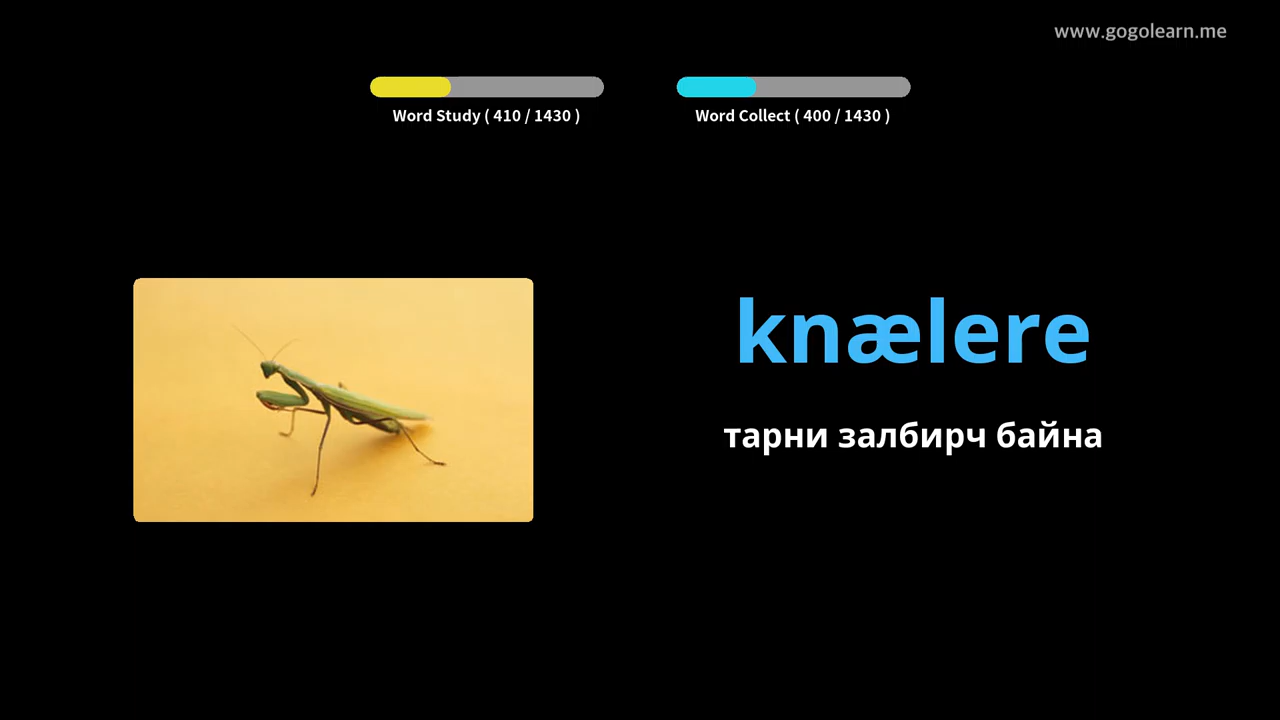 www.gogolearn.me
Word Study ( 410 / 1430 )
Word Collect ( 400 / 1430 )
knælere
тарни залбирч байна